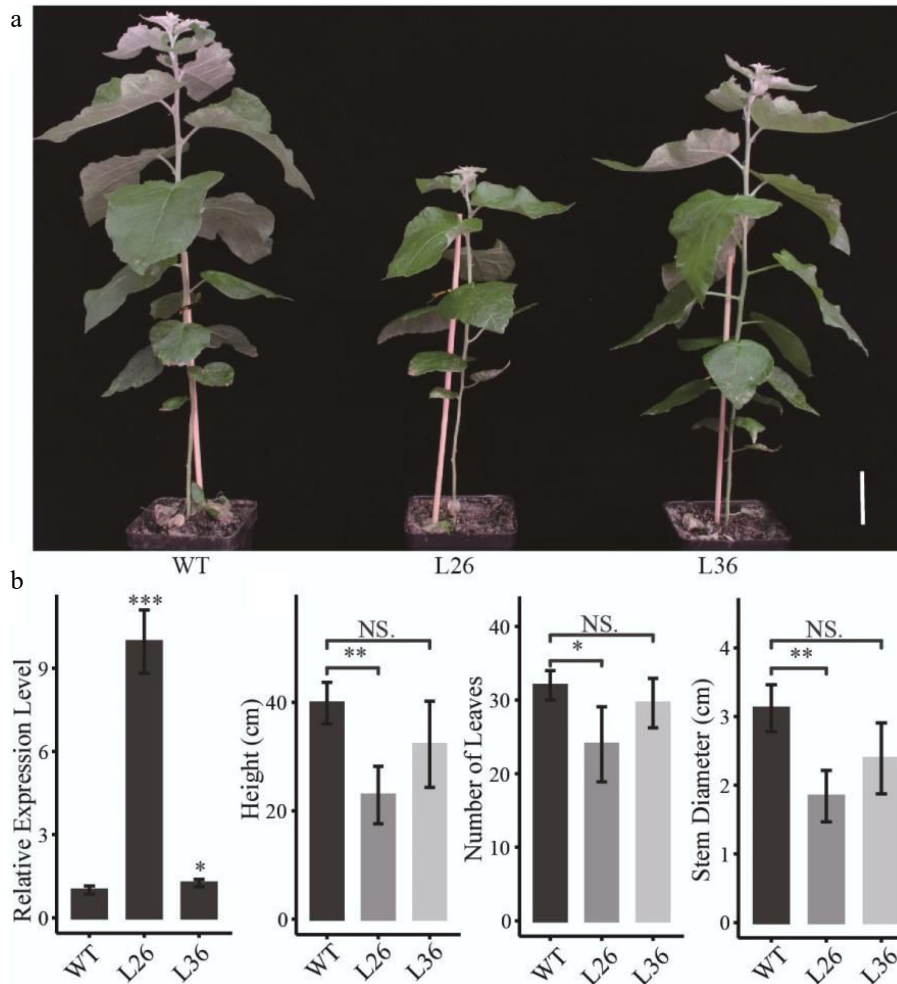 a
WT L26 L36
b
Relative Expression Level
9
6
3
0
***
*
WT L26 L36
Height (cm)
40
20
0
NS.
**
WT L26 L36
Number of Leaves
40
30
20
10
0
NS.
*
WT L26 L36
Stem Diameter (cm)
4
3
2
1
0
NS.
**
WT L26 L36